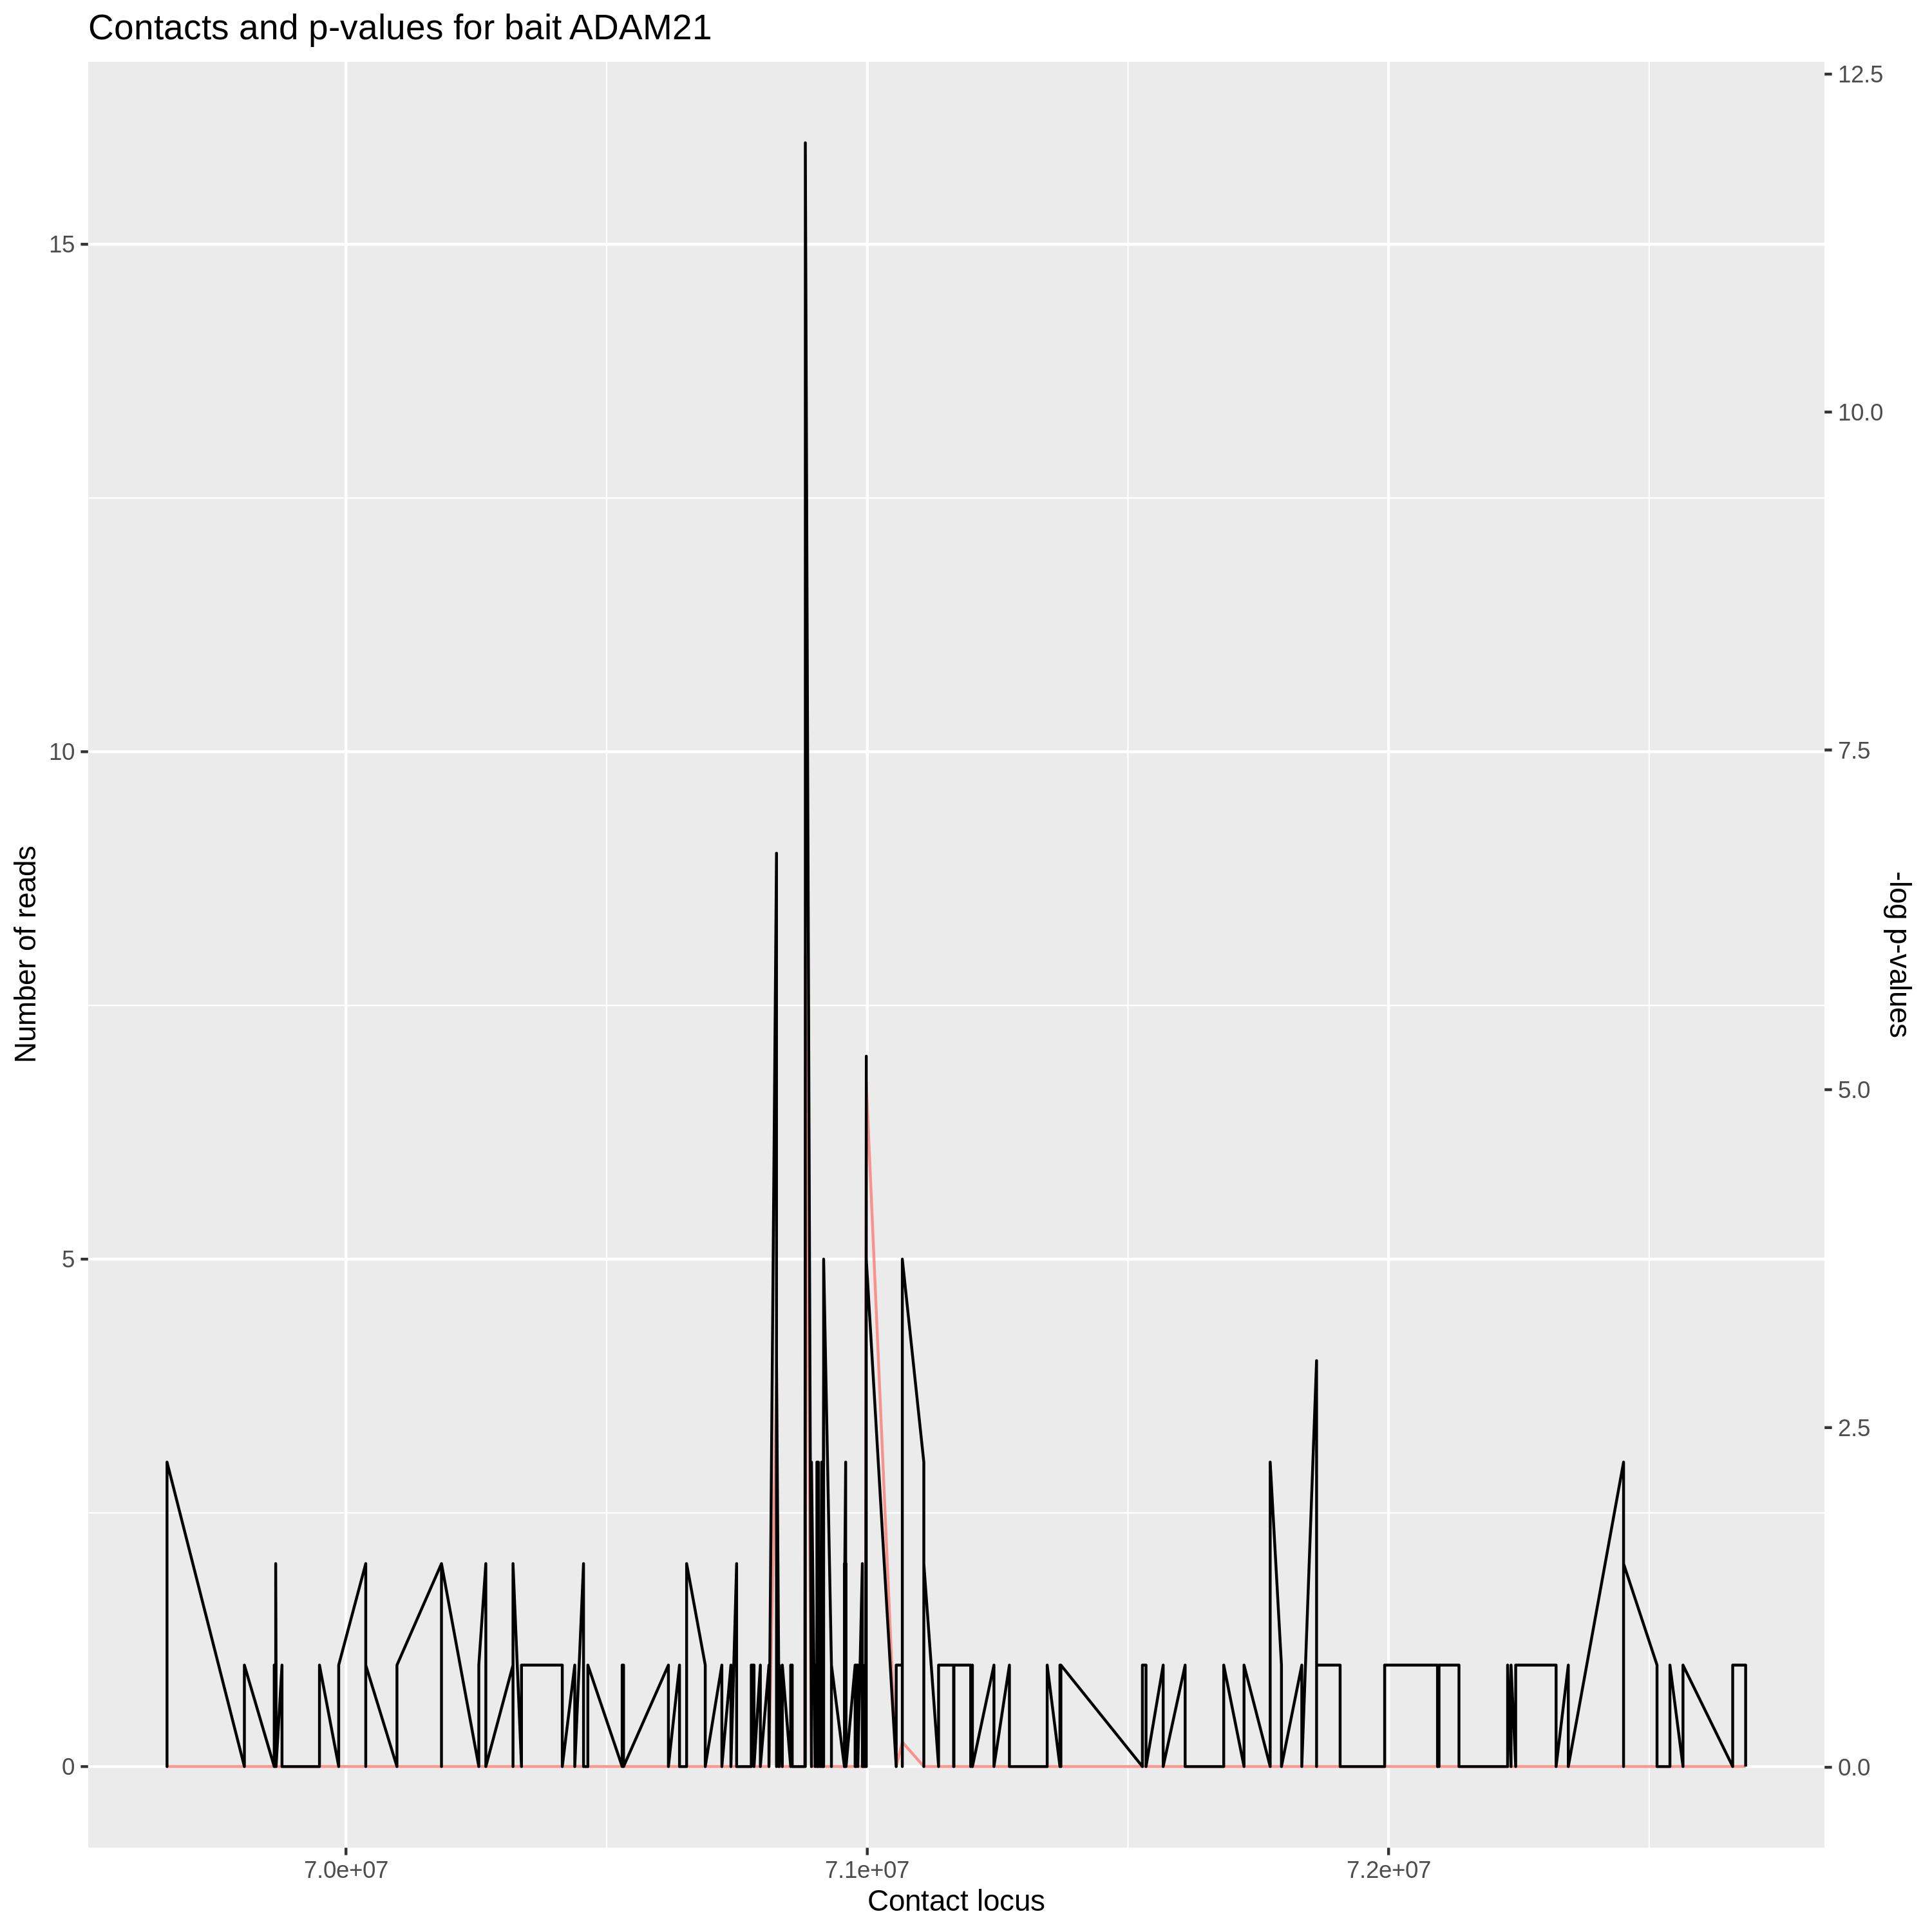 Contacts and p-values for bait ADAM21
Number of reads
15
10
5
0
12.5
10.0
7.5
5.0
2.5
0.0
-log p-values
7.0e+07
7.1e+07
7.2e+07
Contact locus